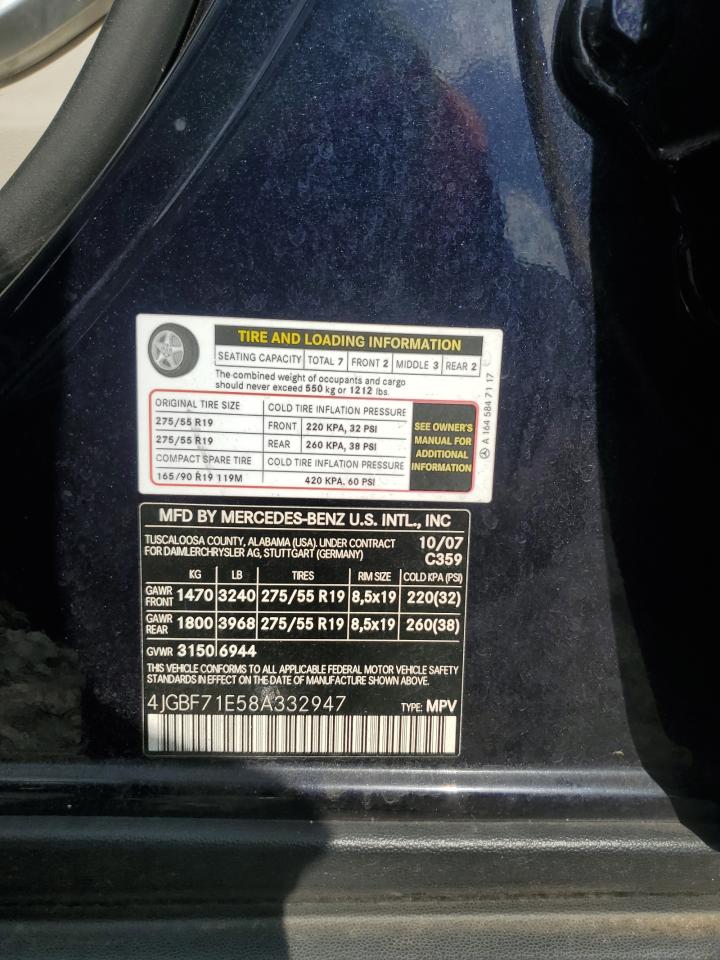 TIRE AND LOADING INFORMATION
SEATING CAPACITY TOTAL 7 FRONT 2 MIDDLE 3 REAR 2
The combined weight of occupants and cargo
should never exceed 550 kg or 1212 lbs.
ORIGINAL TIRE SIZE COLD TIRE INFLATION PRESSURE
275/55 R19 FRONT 220 KPA, 32 PSI
275/55 R19 REAR 260 KPA, 38 PSI
COMPACT SPARE TIRE COLD TIRE INFLATION PRESSURE
165/90 R19 119M 420 KPA, 60 PSI
SEE OWNER'S
MANUAL FOR
ADDITIONAL
INFORMATION
A 164 584 71 17
MFD BY MERCEDES-BENZ U.S. INTL., INC
TUSCALOOSA COUNTY, ALABAMA (USA). UNDER CONTRACT 10/07
FOR DAIMLERCHRYSLER AG, STUTTGART (GERMANY) C359
KG LB TIRES RIM SIZE COLD KPA (PSI)
GAWR FRONT 1470 3240 275/55 R19 8,5x19 220(32)
GAWR REAR 1800 3968 275/55 R19 8,5x19 260(38)
GVWR 3150 6944
THIS VEHICLE CONFORMS TO ALL APPLICABLE FEDERAL MOTOR VEHICLE SAFETY
STANDARDS IN EFFECT ON THE DATE OF MANUFACTURE SHOWN ABOVE.
4JGBF71E58A332947 TYPE: MPV